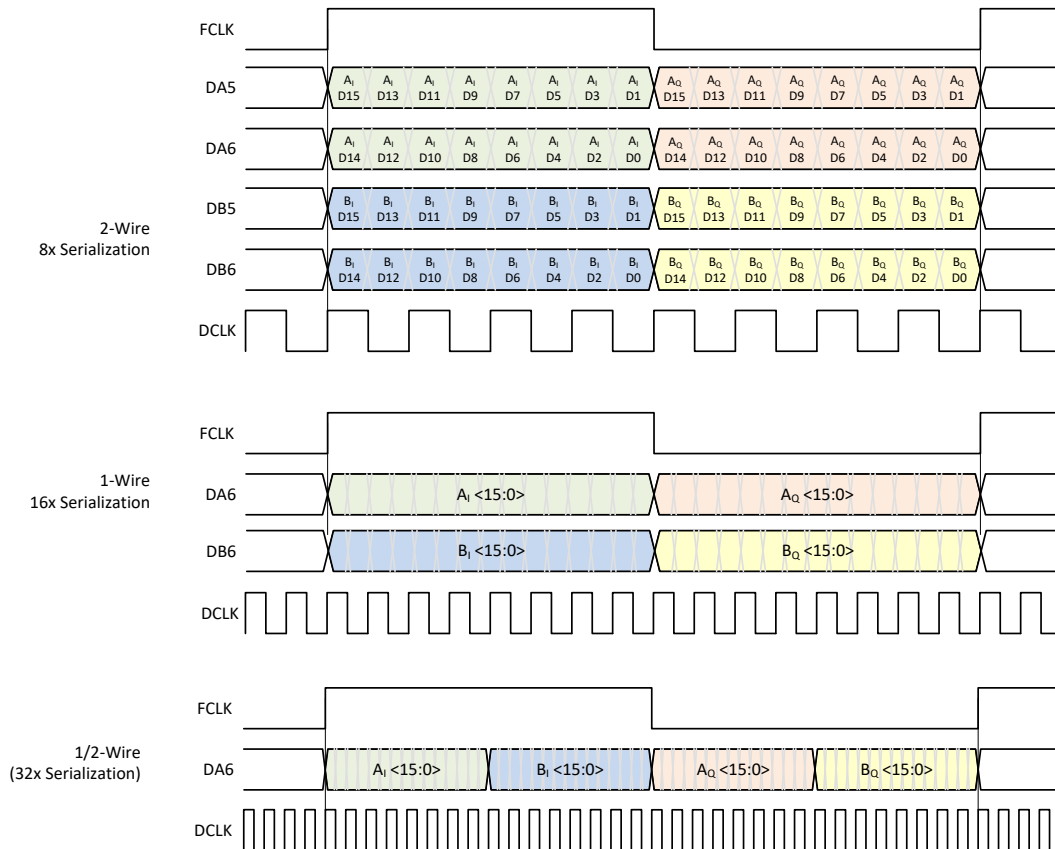 FCLK
DA5
A_I A_I A_I A_I A_I A_I A_I A_I A_Q A_Q A_Q A_Q A_Q A_Q A_Q A_Q
D15 D13 D11 D9 D7 D5 D3 D1 D15 D13 D11 D9 D7 D5 D3 D1
DA6
A_I A_I A_I A_I A_I A_I A_I A_I A_Q A_Q A_Q A_Q A_Q A_Q A_Q A_Q
D14 D12 D10 D8 D6 D4 D2 D0 D14 D12 D10 D8 D6 D4 D2 D0
2-Wire
8x Serialization
DB5
B_I B_I B_I B_I B_I B_I B_I B_I B_Q B_Q B_Q B_Q B_Q B_Q B_Q B_Q
D15 D13 D11 D9 D7 D5 D3 D1 D15 D13 D11 D9 D7 D5 D3 D1
DB6
B_I B_I B_I B_I B_I B_I B_I B_I B_Q B_Q B_Q B_Q B_Q B_Q B_Q B_Q
D14 D12 D10 D8 D6 D4 D2 D0 D14 D12 D10 D8 D6 D4 D2 D0
DCLK
FCLK
1-Wire
16x Serialization
DA6
A_I <15:0> A_Q <15:0>
DB6
B_I <15:0> B_Q <15:0>
DCLK
FCLK
1/2-Wire
(32x Serialization)
DA6
A_I <15:0> B_I <15:0> A_Q <15:0> B_Q <15:0>
DCLK